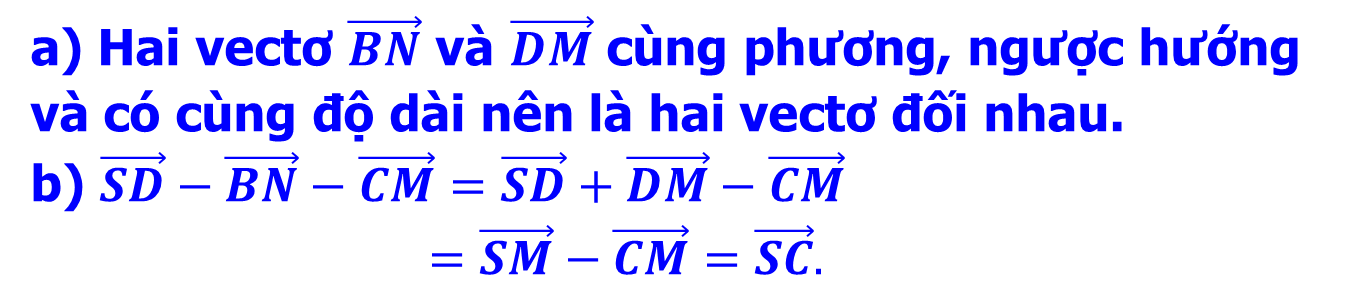 a) Hai vectơ $\overrightarrow{BN}$ và $\overrightarrow{DM}$ cùng phương, ngược hướng
và có cùng độ dài nên là hai vectơ đối nhau.
b) $\overrightarrow{SD} - \overrightarrow{BN} - \overrightarrow{CM} = \overrightarrow{SD} + \overrightarrow{DM} - \overrightarrow{CM}$
$= \overrightarrow{SM} - \overrightarrow{CM} = \overrightarrow{SC}.$